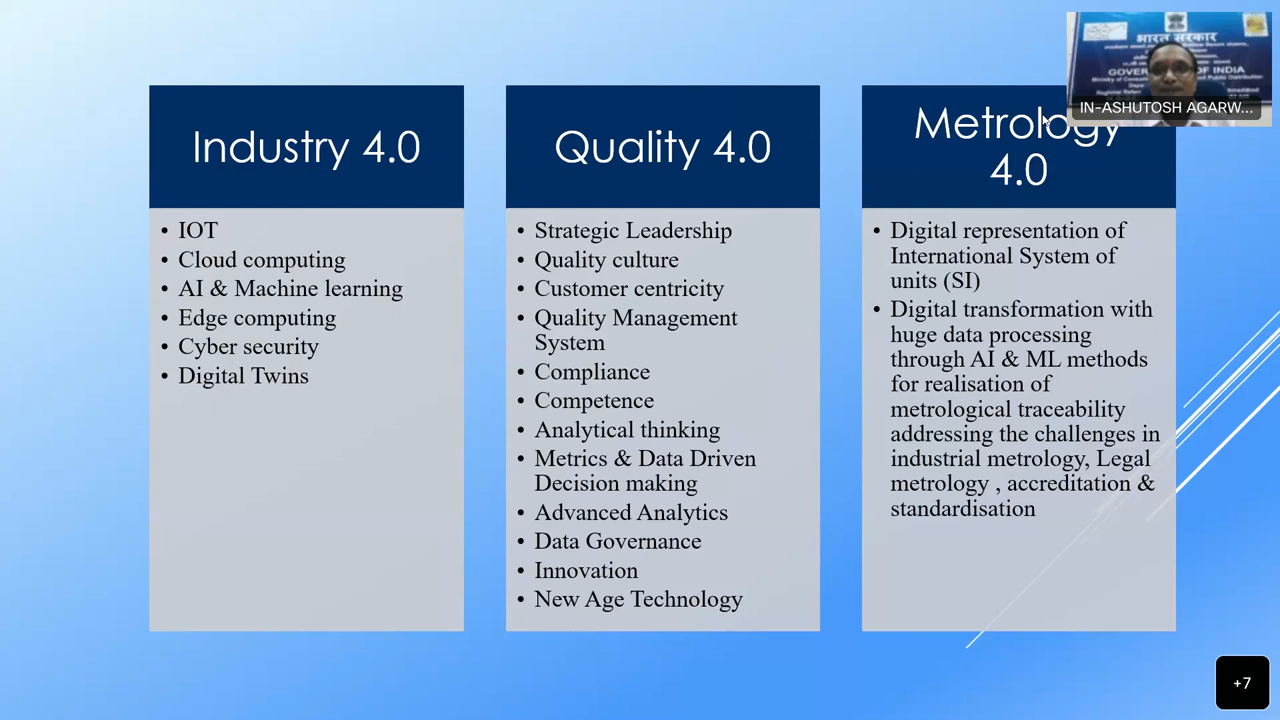 Industry 4.0
• IOT
• Cloud computing
• AI & Machine learning
• Edge computing
• Cyber security
• Digital Twins
Quality 4.0
• Strategic Leadership
• Quality culture
• Customer centricity
• Quality Management
System
• Compliance
• Competence
• Analytical thinking
• Metrics & Data Driven
Decision making
• Advanced Analytics
• Data Governance
• Innovation
• New Age Technology
Metrology
4.0
• Digital representation of
International System of
units (SI)
• Digital transformation with
huge data processing
through AI & ML methods
for realisation of
metrological traceability
addressing the challenges in
industrial metrology, Legal
metrology , accreditation &
standardisation
भारत सरकार
OF INDIA
IN-ASHUTOSH AGARW...
+7